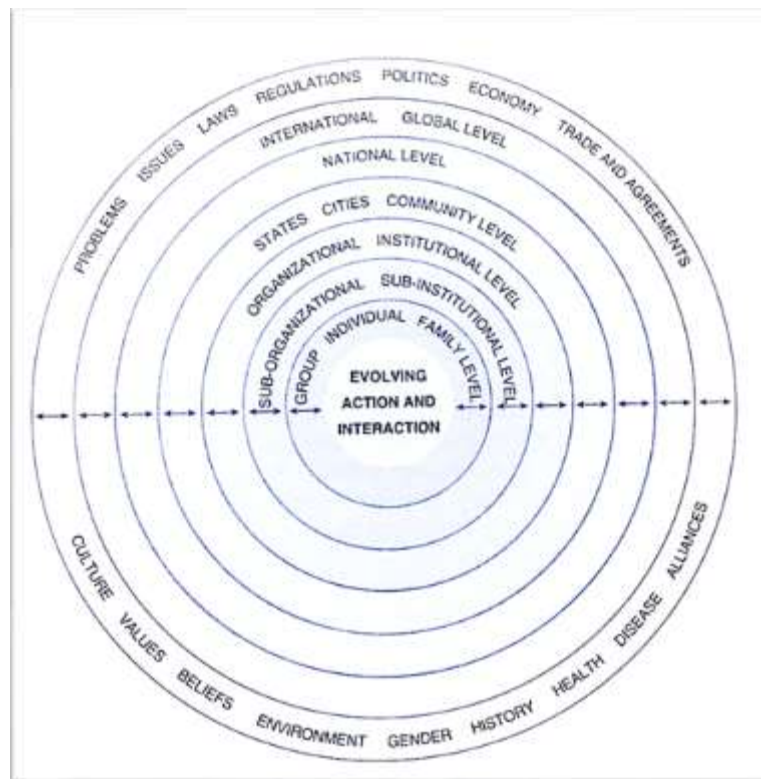 PROBLEMS ISSUES LAWS REGULATIONS POLITICS ECONOMY TRADE AND AGREEMENTS
INTERNATIONAL GLOBAL LEVEL
NATIONAL LEVEL
STATES CITIES COMMUNITY LEVEL
ORGANIZATIONAL INSTITUTIONAL LEVEL
SUB-ORGANIZATIONAL SUB-INSTITUTIONAL LEVEL
GROUP INDIVIDUAL FAMILY LEVEL
EVOLVING
ACTION AND
INTERACTION
CULTURE VALUES BELIEFS ENVIRONMENT GENDER HISTORY HEALTH DISEASE ALLIANCES